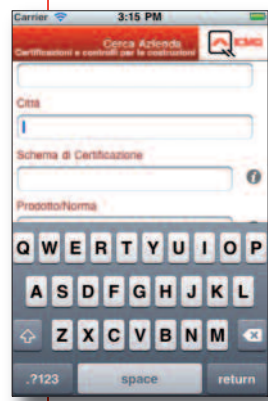 Carrier 3:15 PM
Cerca Azienda
Certificazioni e controlli per le costruzioni
Città
Schema di Certificazione
i
Prodotto/Norma
Q W E R T Y U I O P
A S D F G H J K L
Z X C V B N M
.?123 space return